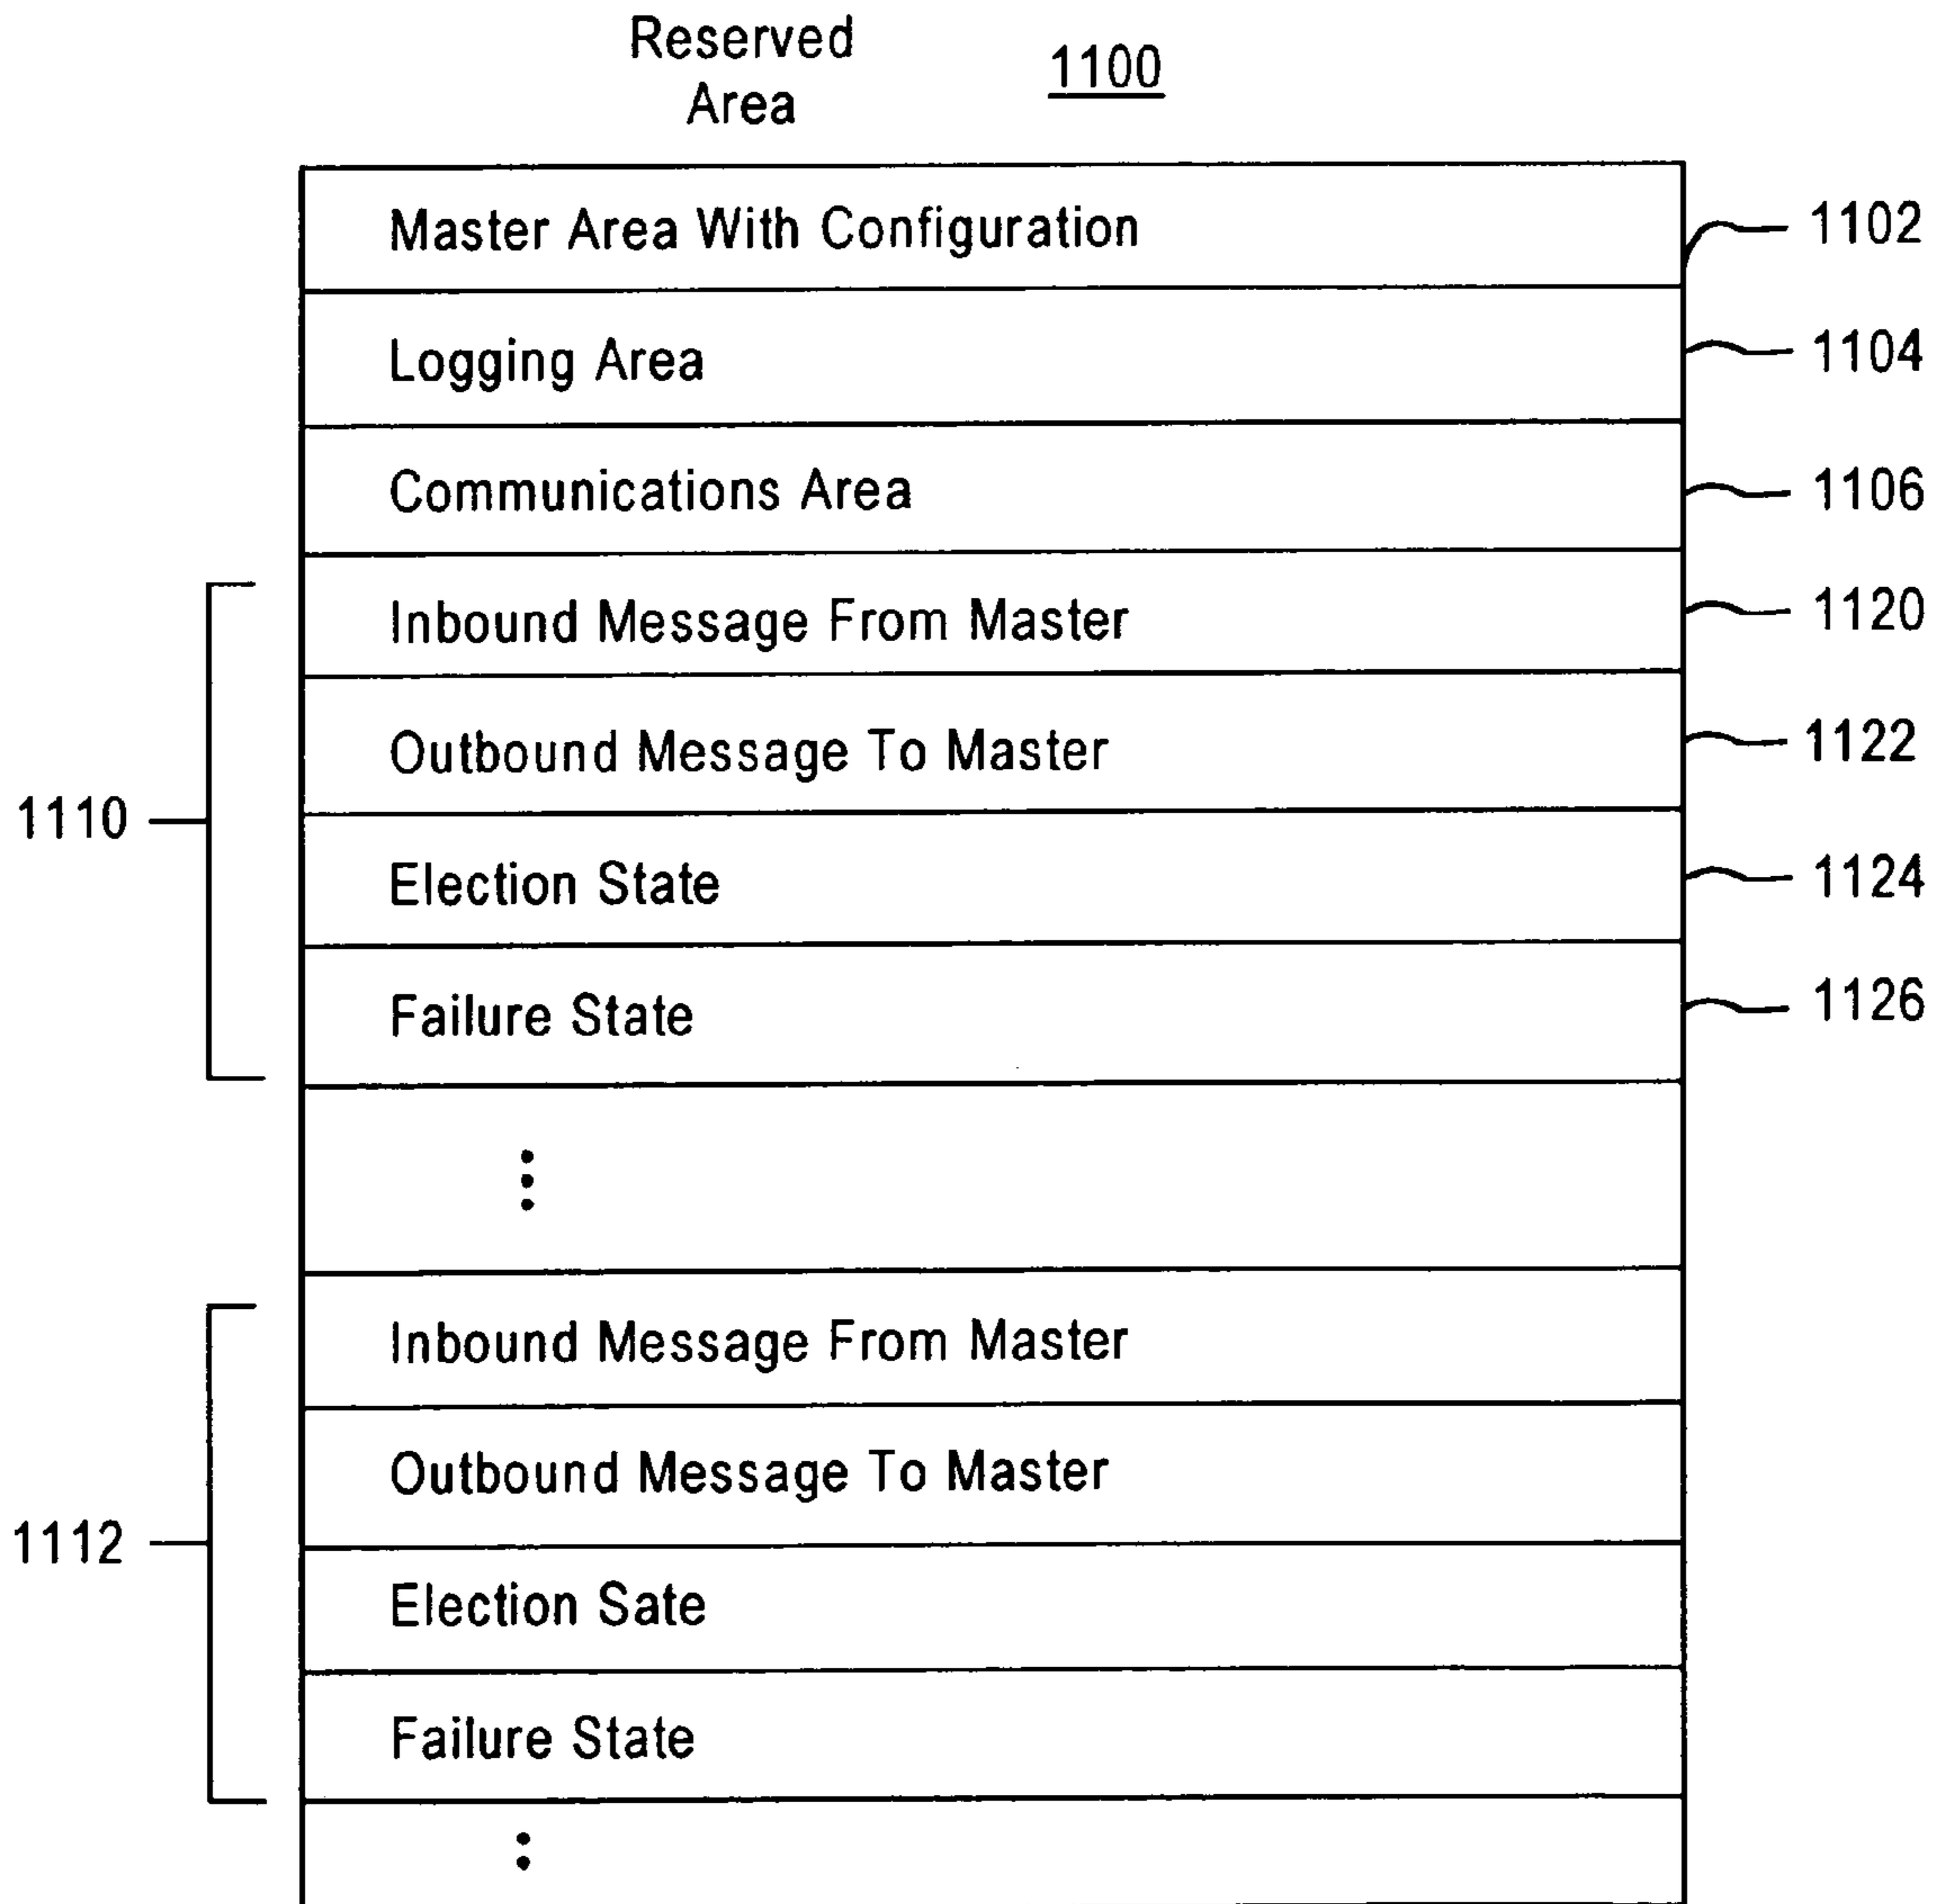 Reserved
Area
1100
Master Area With Configuration
1102
Logging Area
1104
Communications Area
1106
Inbound Message From Master
1120
Outbound Message To Master
1122
1110
Election State
1124
Failure State
1126
Inbound Message From Master
Outbound Message To Master
1112
Election Sate
Failure State